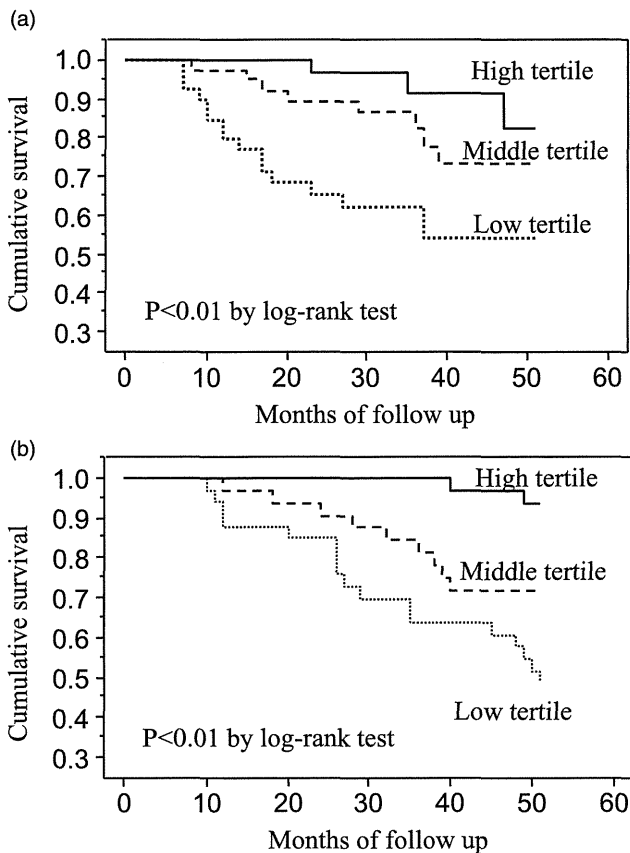 (a)
1.0
0.9
0.8
0.7
0.6
0.5
0.4
0.3
Cumulative survival
High tertile
Middle tertile
Low tertile
P<0.01 by log-rank test
0 10 20 30 40 50 60
Months of follow up
(b)
1.0
0.9
0.8
0.7
0.6
0.5
0.4
0.3
Cumulative survival
High tertile
Middle tertile
Low tertile
P<0.01 by log-rank test
0 10 20 30 40 50 60
Months of follow up